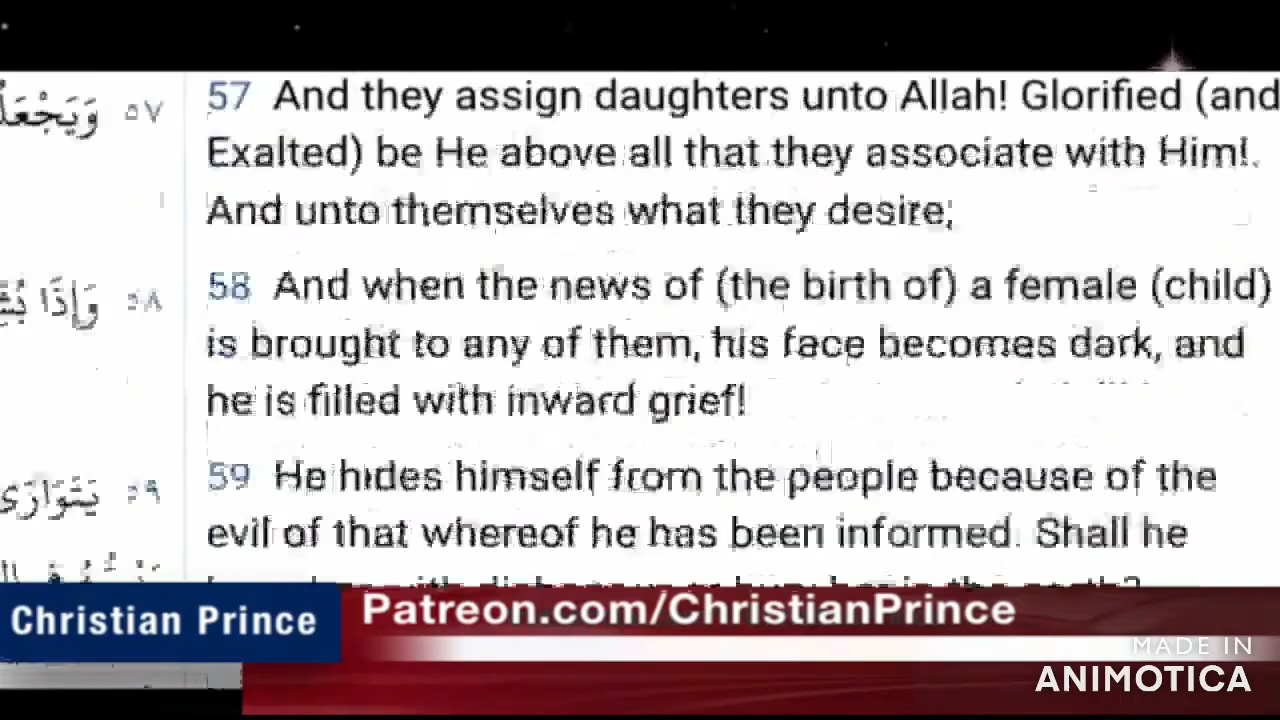 57 And they assign daughters unto Allah! Glorified (and
Exalted) be He above all that they associate with Him!.
And unto themselves what they desire;
58 And when the news of (the birth of) a female (child)
is brought to any of them, his face becomes dark, and
he is filled with inward grief!
59 He hides himself from the people because of the
evil of that whereof he has been informed. Shall he
٥٧
٥٨ وَإِذَا
٥٩
Christian Prince
Patreon.com/ChristianPrince
MADE IN
ANIMOTICA